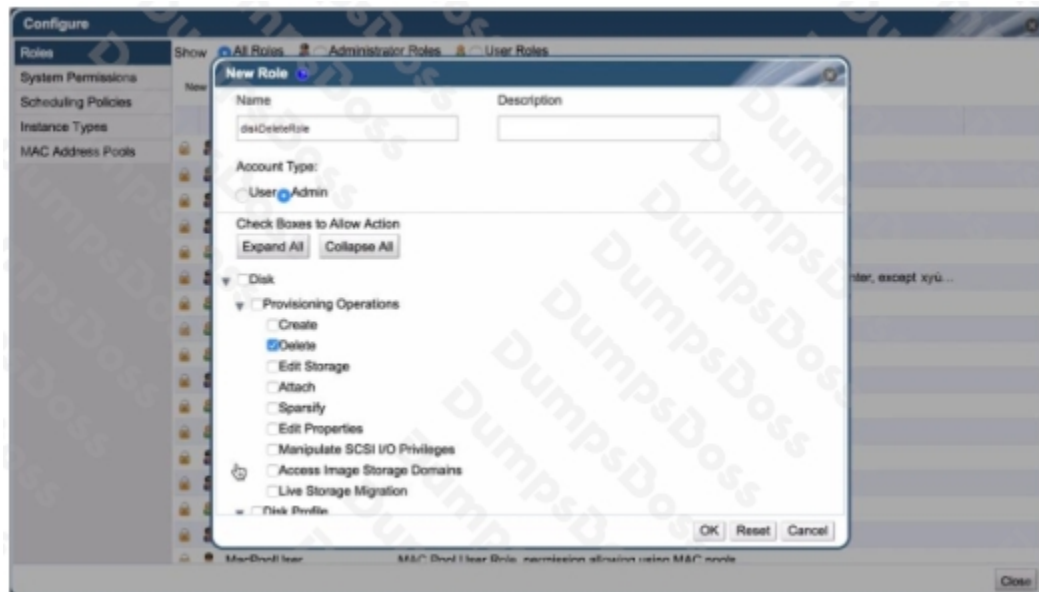 Configure
Roles
System Permissions
Scheduling Policies
Instance Types
MAC Address Pools
Show All Roles Administrator Roles User Roles
New
New Role
Name Description
diskDeleteRole
Account Type:
User Admin
Check Boxes to Allow Action
Expand All Collapse All
Disk
Provisioning Operations
Create
Delete
Edit Storage
Attach
Sparsify
Edit Properties
Manipulate SCSI I/O Privileges
Access Image Storage Domains
Live Storage Migration
Disk Profile
OK Reset Cancel
nter, except xyù...
MacPoolUser MAC Pool User Role, permission allowing using MAC pools
Close
DumpsDoss